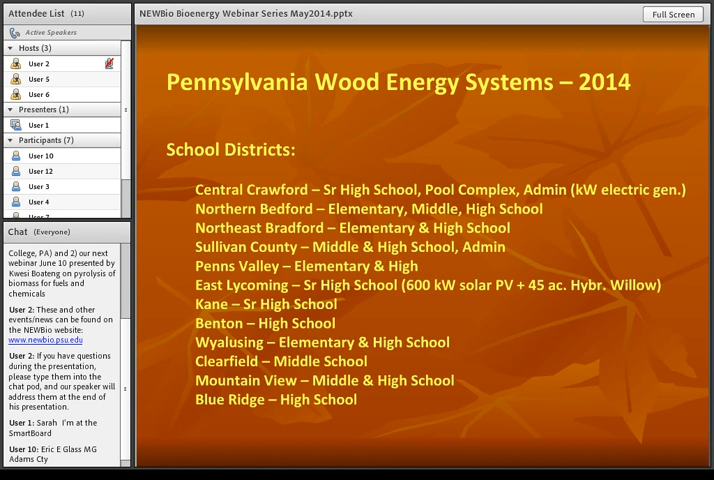 Attendee List (11)
Active Speakers
Hosts (3)
User 2
User 5
User 6
Presenters (1)
User 1
Participants (7)
User 10
User 12
User 3
User 4
Chat (Everyone)
College, PA) and 2) our next
webinar June 10 presented by
Kwesi Boateng on pyrolysis of
biomass for fuels and
chemicals
User 2: These and other
events/news can be found on
the NEWBio website:
www.newbio.psu.edu
User 2: If you have questions
during the presentation,
please type them into the
chat pod, and our speaker will
address them at the end of
his presentation.
User 1: Sarah I'm at the
SmartBoard
User 10: Eric E Glass MG
Adams Cty
NEWBio Bioenergy Webinar Series May2014.pptx
Full Screen
Pennsylvania Wood Energy Systems – 2014
School Districts:
Central Crawford – Sr High School, Pool Complex, Admin (kW electric gen.)
Northern Bedford – Elementary, Middle, High School
Northeast Bradford – Elementary & High School
Sullivan County – Middle & High School, Admin
Penns Valley – Elementary & High
East Lycoming – Sr High School (600 kW solar PV + 45 ac. Hybr. Willow)
Kane – Sr High School
Benton – High School
Wyalusing – Elementary & High School
Clearfield – Middle School
Mountain View – Middle & High School
Blue Ridge – High School